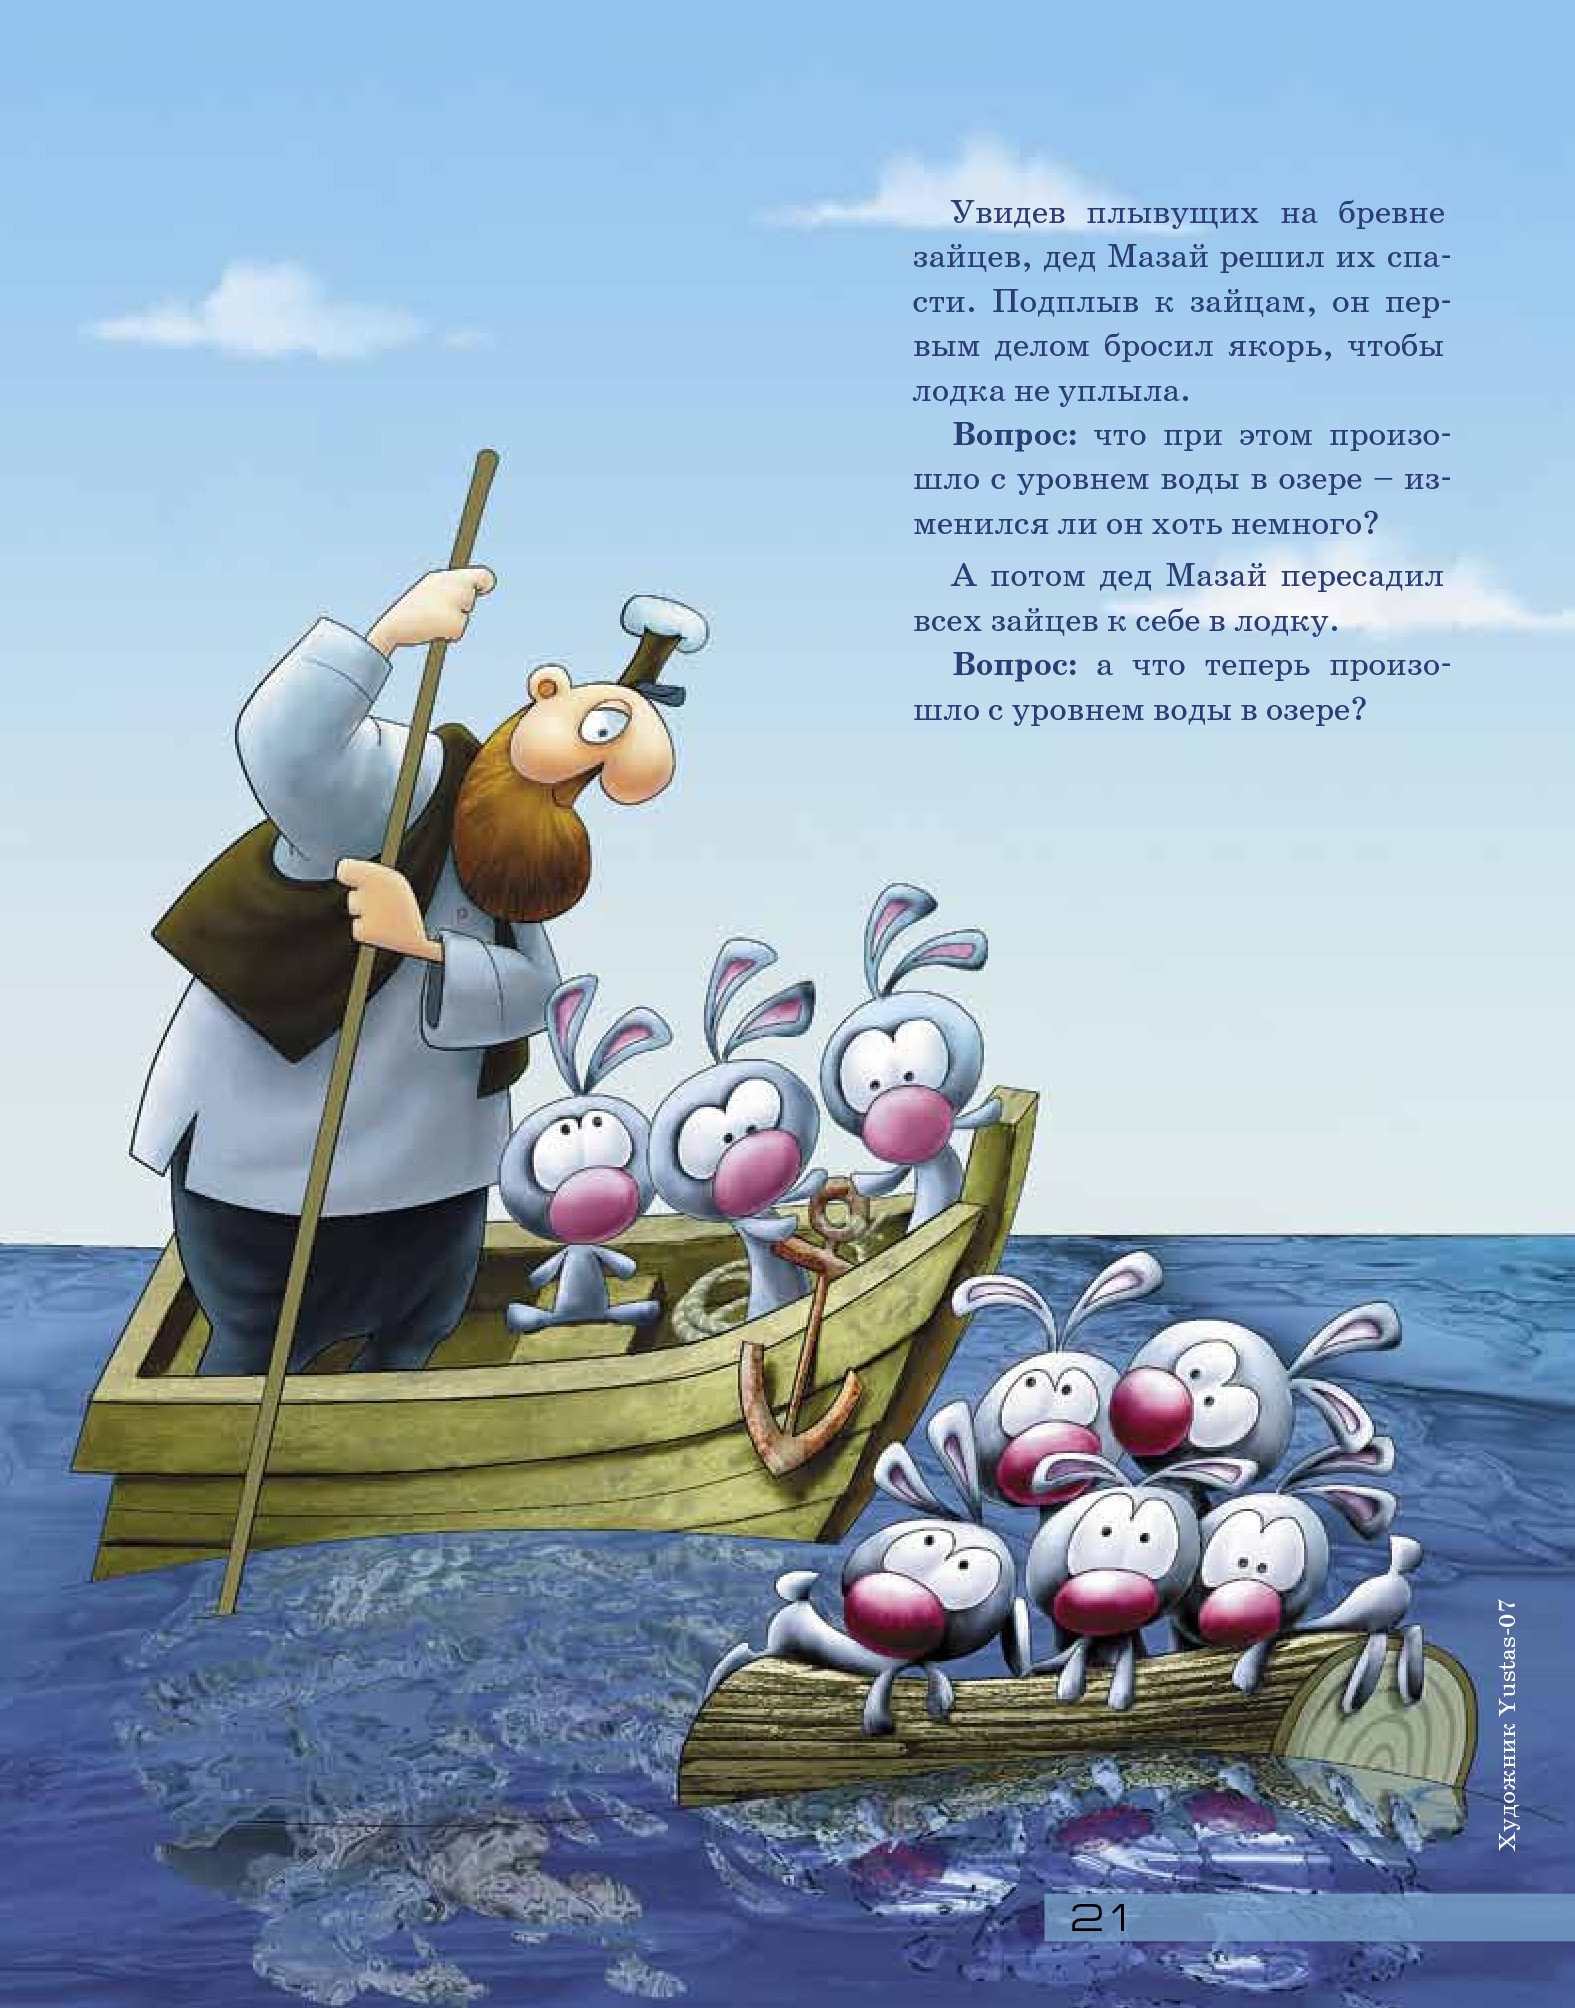 Увидев плывущих на бревне
зайцев, дед Мазай решил их спа-
сти. Подплыв к зайцам, он пер-
вым делом бросил якорь, чтобы
лодка не уплыла.
Вопрос: что при этом произо-
шло с уровнем воды в озере – из-
менился ли он хоть немного?
А потом дед Мазай пересадил
всех зайцев к себе в лодку.
Вопрос: а что теперь произо-
шло с уровнем воды в озере?
Художник Yustas-07
21